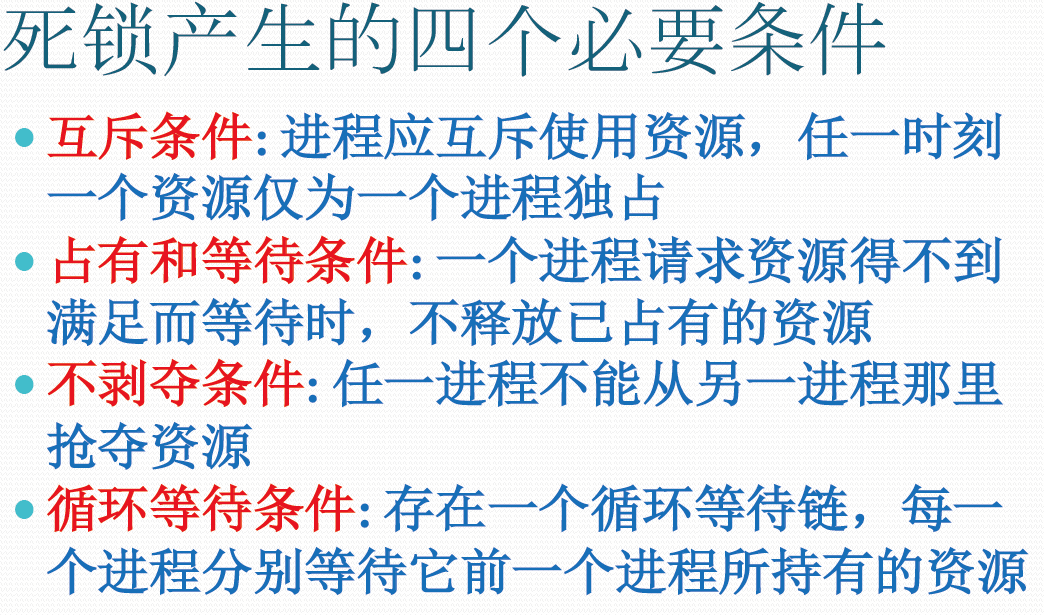 死锁产生的四个必要条件
• 互斥条件: 进程应互斥使用资源，任一时刻
一个资源仅为一个进程独占
• 占有和等待条件: 一个进程请求资源得不到
满足而等待时，不释放已占有的资源
• 不剥夺条件: 任一进程不能从另一进程那里
抢夺资源
• 循环等待条件: 存在一个循环等待链，每一
个进程分别等待它前一个进程所持有的资源